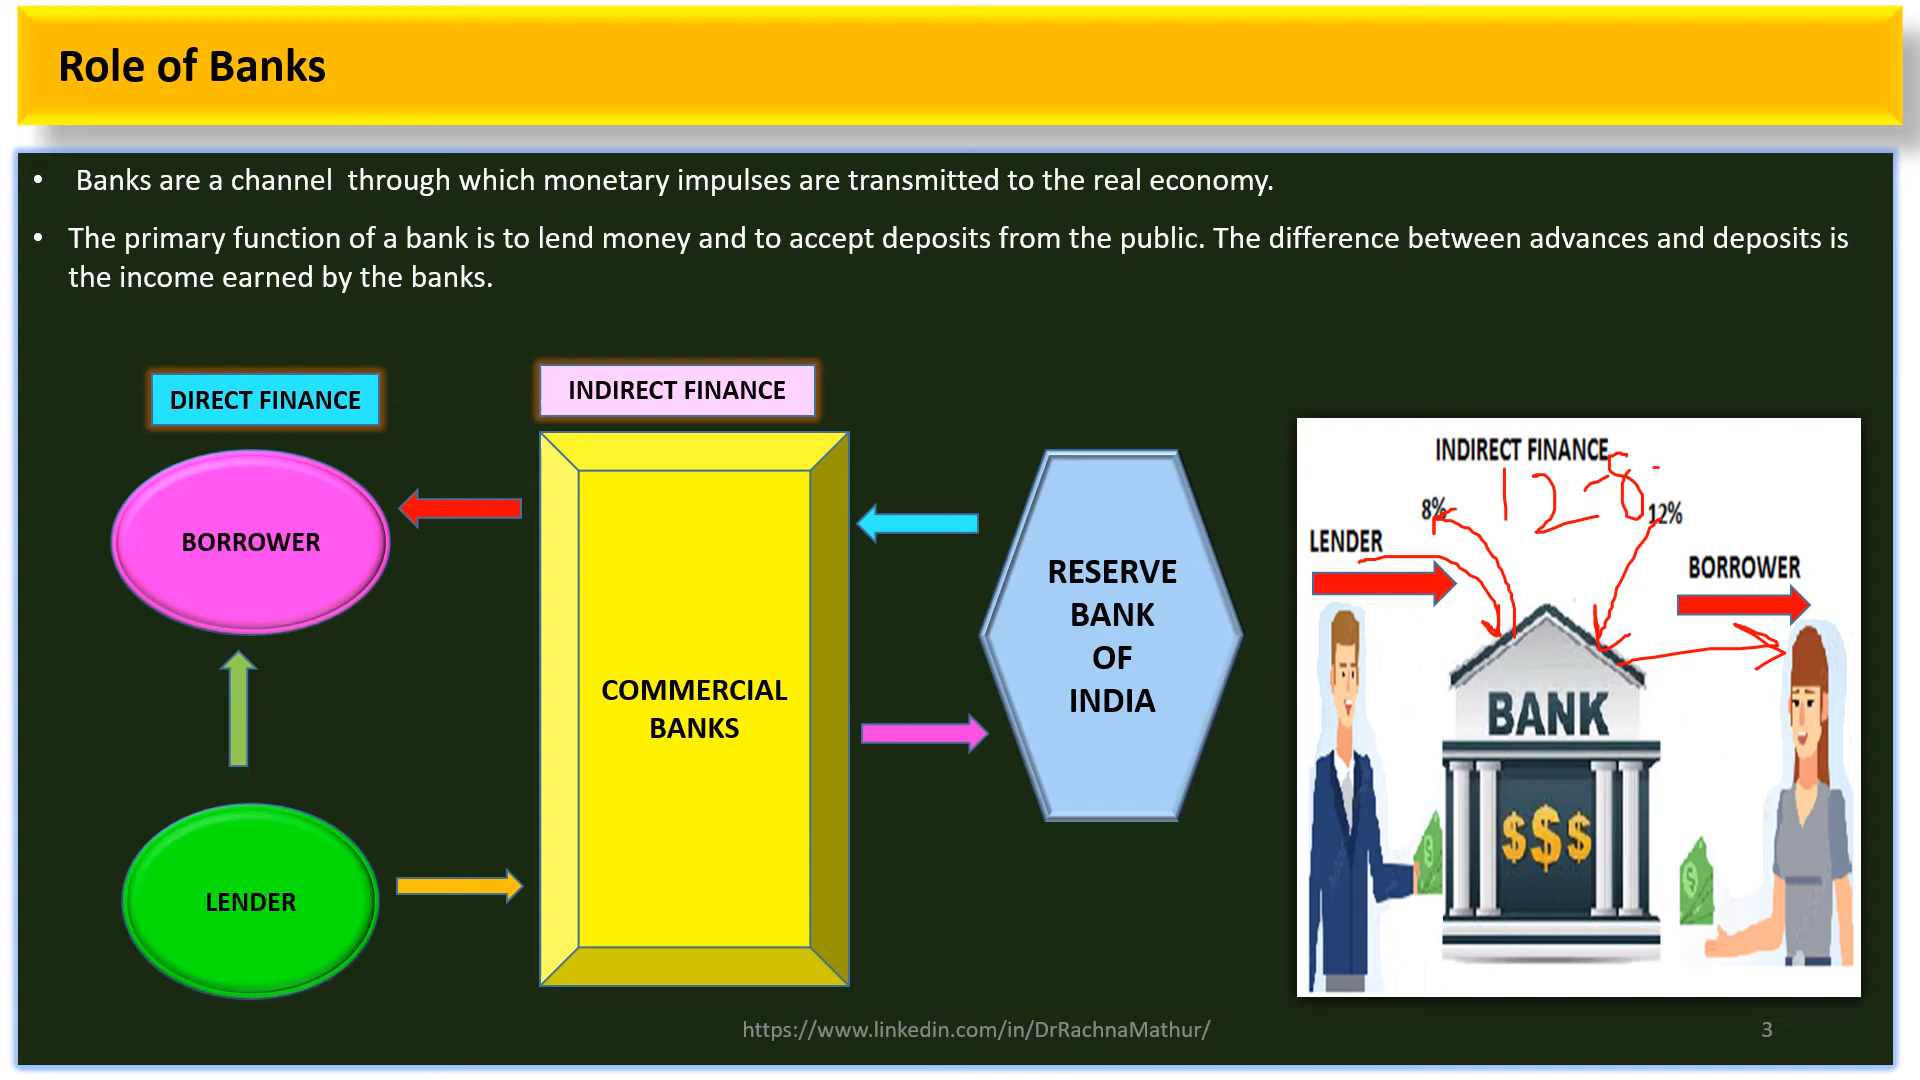 Role of Banks
• Banks are a channel through which monetary impulses are transmitted to the real economy.
• The primary function of a bank is to lend money and to accept deposits from the public. The difference between advances and deposits is
the income earned by the banks.
DIRECT FINANCE
INDIRECT FINANCE
BORROWER
LENDER
COMMERCIAL
BANKS
RESERVE
BANK
OF
INDIA
INDIRECT FINANCE
12-8
8%
12%
LENDER
BORROWER
BANK
$$$
https://www.linkedin.com/in/DrRachnaMathur/
3